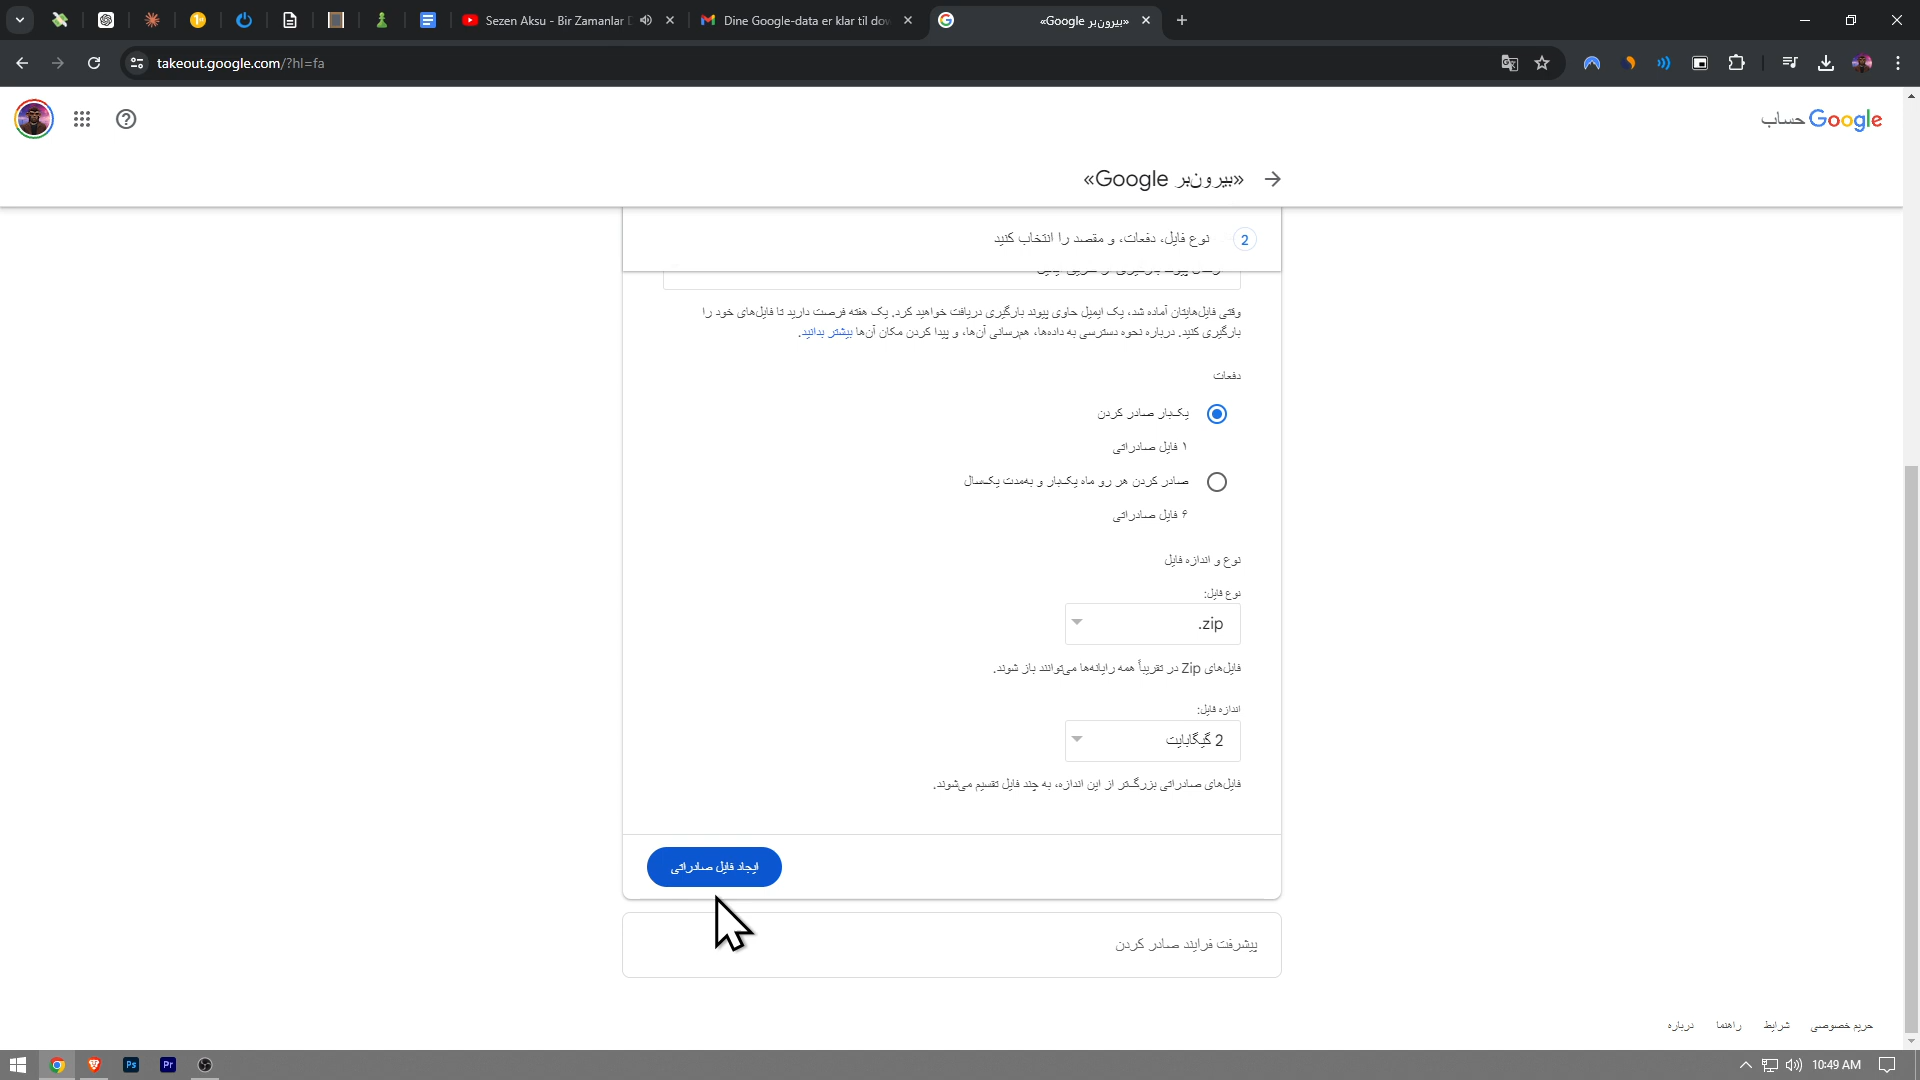 Sezen Aksu - Bir Zamanlar
Dine Google-data er klar til dov
«بیرون‌بر Google»
takeout.google.com/?hl=fa
حساب Google
«بیرون‌بر Google»
2 نوع فایل، دفعات، و مقصد را انتخاب کنید
وقتی فایل‌هایتان آماده شد، یک ایمیل حاوی پیوند بارگیری دریافت خواهید کرد. یک هفته فرصت دارید تا فایل‌های خود را
بارگیری کنید. درباره نحوه دسترسی به داده‌ها، هم‌رسانی آن‌ها، و پیدا کردن مکان آن‌ها بیشتر بدانید.
دفعات
یک‌بار صادر کردن
۱ فایل صادراتی
صادر کردن هر رو ماه یک‌بار و به‌مدت یک‌سال
۶ فایل صادراتی
نوع و اندازه فایل
نوع فایل:
.zip
فایل‌های Zip در تقریباً همه رایانه‌ها می‌توانند باز شوند.
اندازه فایل:
2 گیگابایت
فایل‌های صادراتی بزرگ‌تر از این اندازه، به چند فایل تقسیم می‌شوند.
ایجاد فایل صادراتی
پیشرفت فرایند صادر کردن
حریم خصوصی شرایط راهنما درباره
Ps Pr 10:49 AM